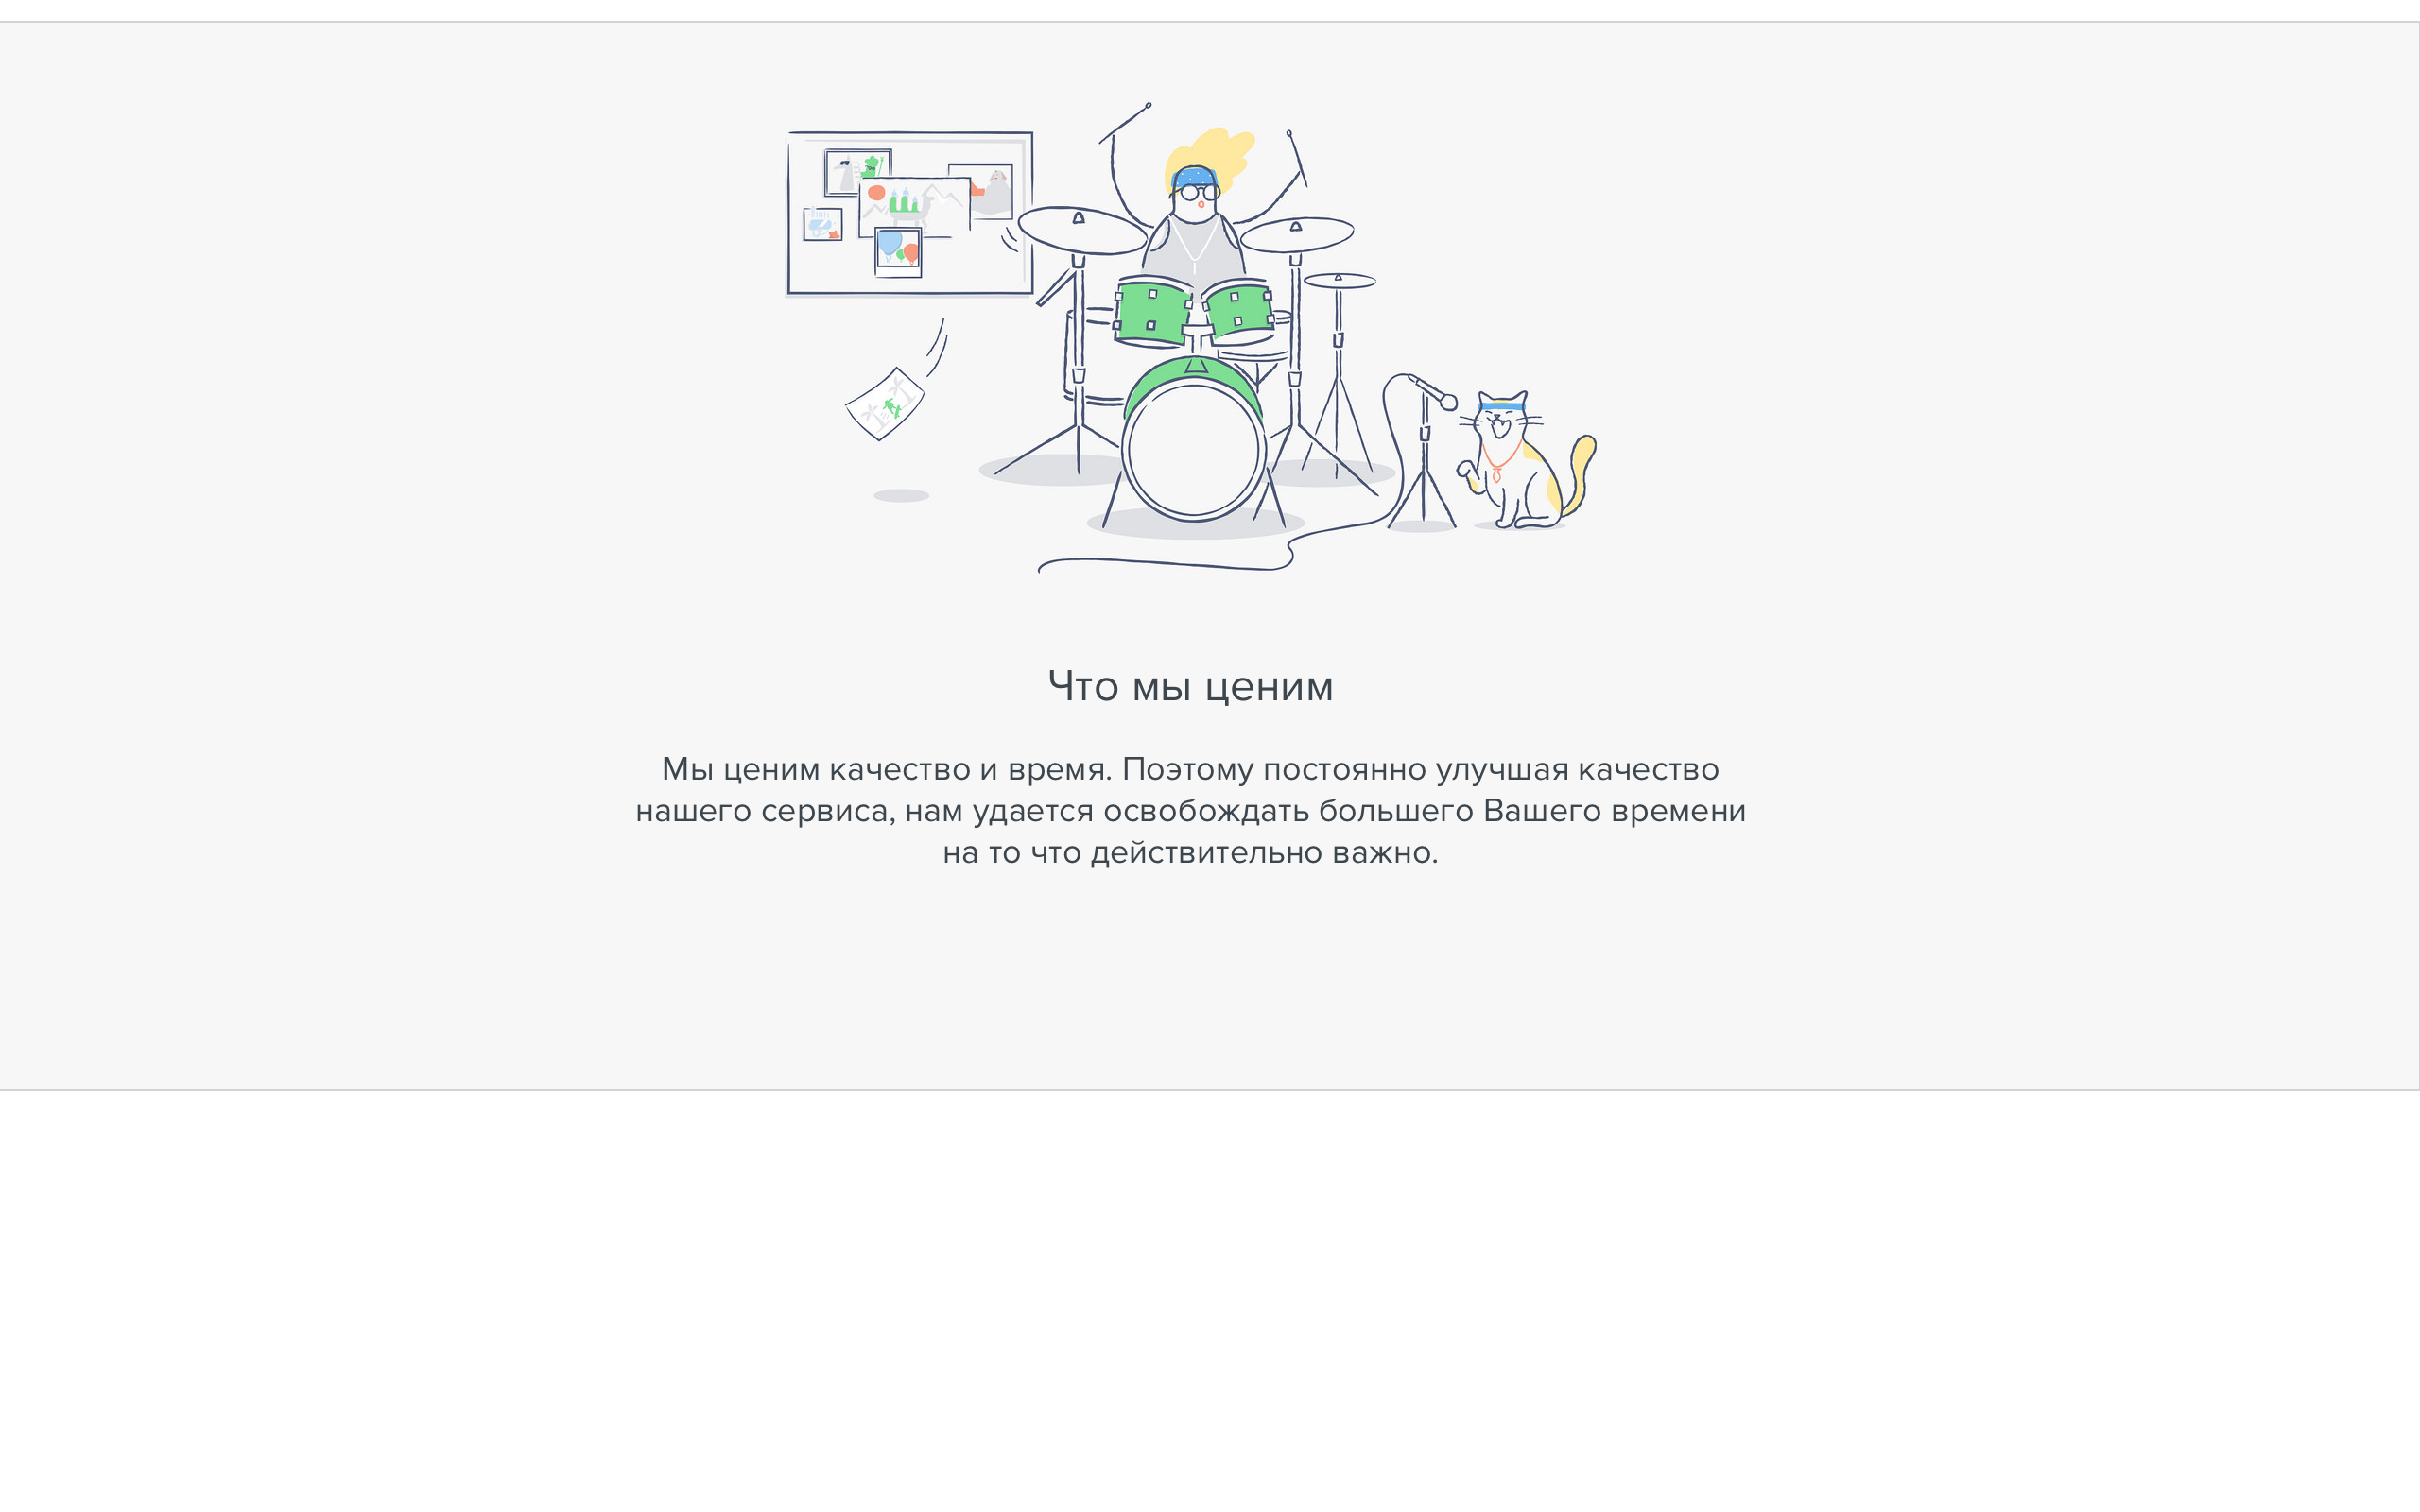 Что мы ценим
Мы ценим качество и время. Поэтому постоянно улучшая качество
нашего сервиса, нам удается освобождать большего Вашего времени
на то что действительно важно.